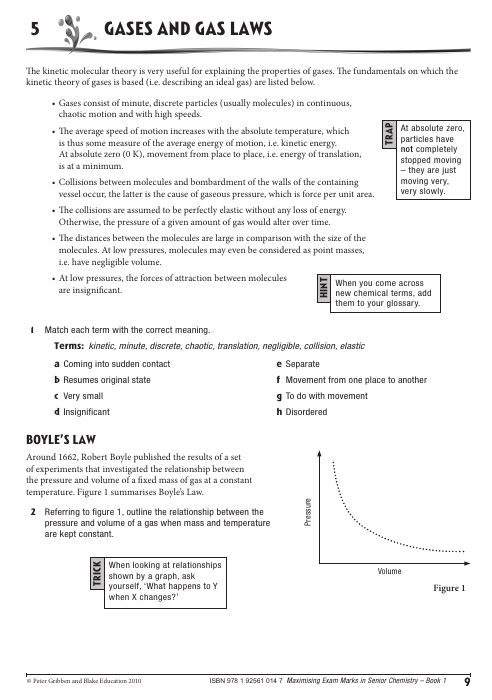 5 GASES AND GAS LAWS
The kinetic molecular theory is very useful for explaining the properties of gases. The fundamentals on which the
kinetic theory of gases is based (i.e. describing an ideal gas) are listed below.
• Gases consist of minute, discrete particles (usually molecules) in continuous,
chaotic motion and with high speeds.
• The average speed of motion increases with the absolute temperature, which
is thus some measure of the average energy of motion, i.e. kinetic energy.
At absolute zero (0 K), movement from place to place, i.e. energy of translation,
is at a minimum.
• Collisions between molecules and bombardment of the walls of the containing
vessel occur, the latter is the cause of gaseous pressure, which is force per unit area.
• The collisions are assumed to be perfectly elastic without any loss of energy.
Otherwise, the pressure of a given amount of gas would alter over time.
• The distances between the molecules are large in comparison with the size of the
molecules. At low pressures, molecules may even be considered as point masses,
i.e. have negligible volume.
• At low pressures, the forces of attraction between molecules
are insignificant.
TRAP
At absolute zero,
particles have
not completely
stopped moving
– they are just
moving very,
very slowly.
HINT
When you come across
new chemical terms, add
them to your glossary.
1 Match each term with the correct meaning.
Terms: kinetic, minute, discrete, chaotic, translation, negligible, collision, elastic
a Coming into sudden contact
b Resumes original state
c Very small
d Insignificant
e Separate
f Movement from one place to another
g To do with movement
h Disordered
BOYLE'S LAW
Around 1662, Robert Boyle published the results of a set
of experiments that investigated the relationship between
the pressure and volume of a fixed mass of gas at a constant
temperature. Figure 1 summarises Boyle's Law.
2 Referring to figure 1, outline the relationship between the
pressure and volume of a gas when mass and temperature
are kept constant.
TRICK
When looking at relationships
shown by a graph, ask
yourself, 'What happens to Y
when X changes?'
Pressure
Volume
Figure 1
© Peter Gribben and Blake Education 2010
ISBN 978 1 92561 014 7 Maximising Exam Marks in Senior Chemistry – Book 1
9